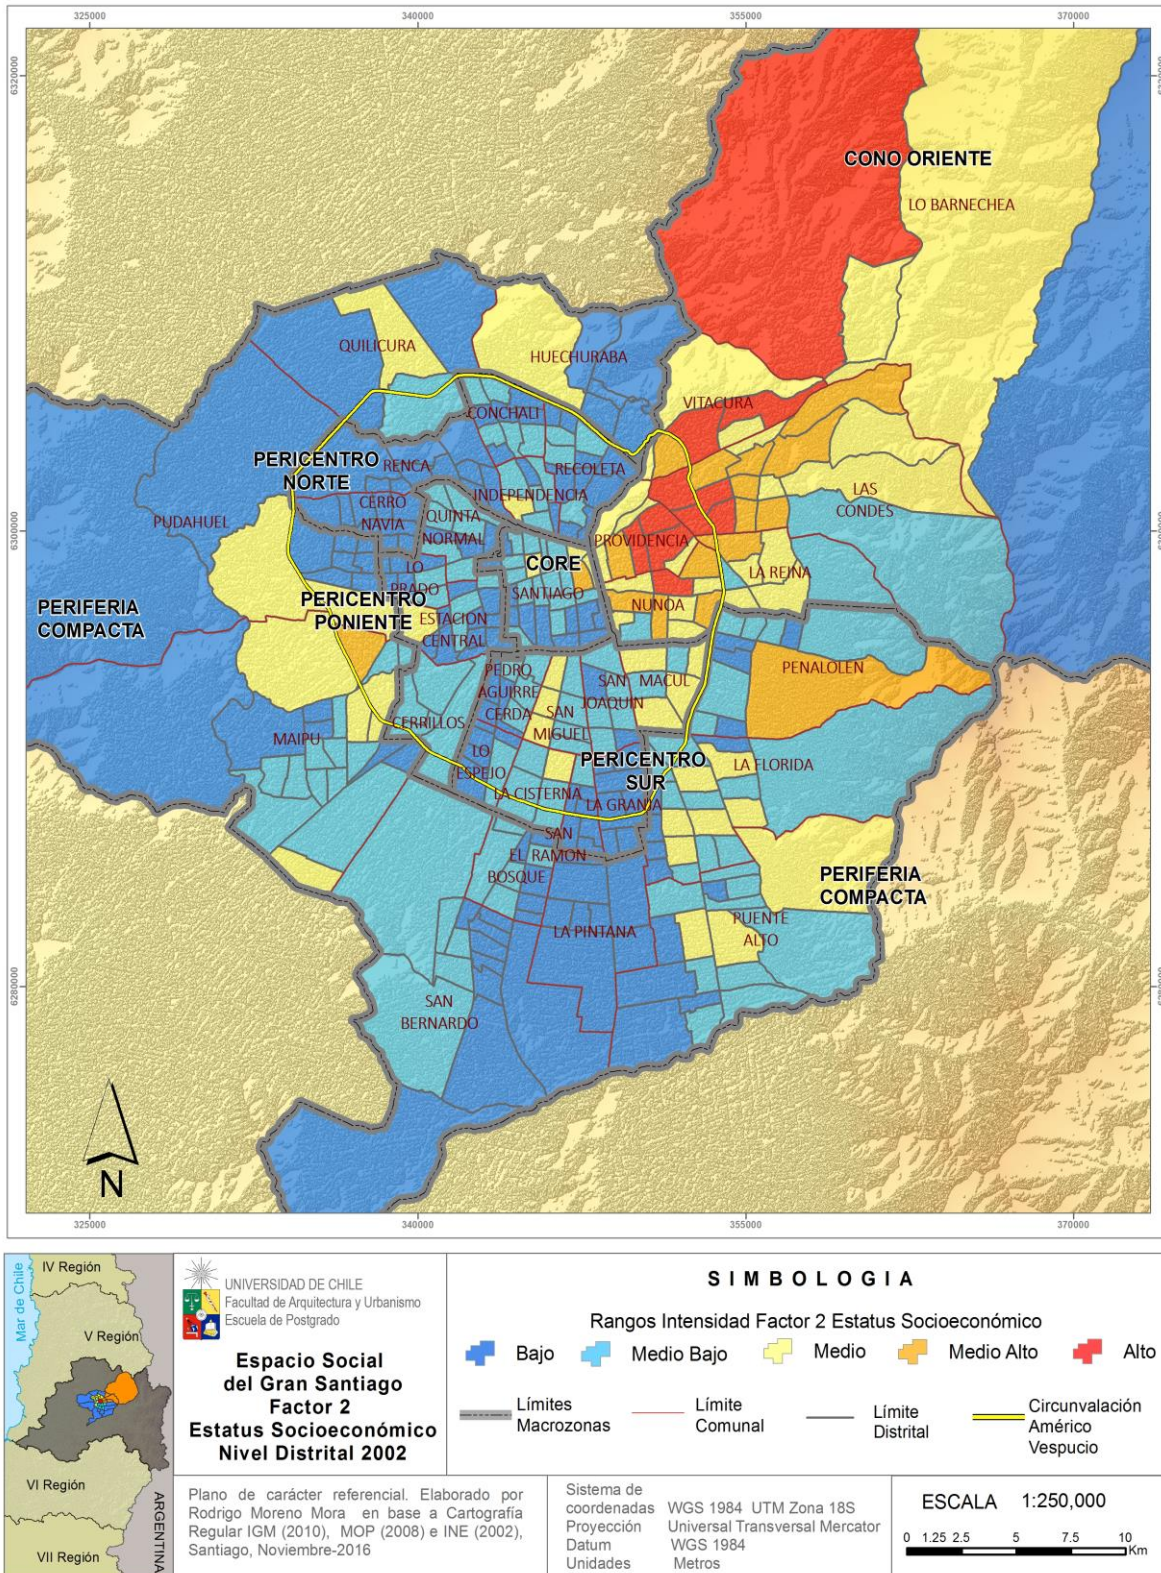 325000
340000
355000
370000
6320000
CONO ORIENTE
LO BARNECHEA
QUILICURA
HUECHURABA
VITACURA
CONCHALI
PERICENTRO
NORTE
RENCA
RECOLETA
INDEPENDENCIA
LAS
CONDES
CERRO
NAVIA
QUINTA
NORMAL
PUDAHUEL
6300000
PROVIDENCIA
CORE
LO
PRADO
SANTIAGO
LA REINA
PERIFERIA
COMPACTA
PERICENTRO
PONIENTE
ESTACION
CENTRAL
NUNOA
PENALOLEN
PEDRO
AGUIRRE
CERDA
SAN
JOAQUIN
MACUL
SAN
MIGUEL
CERRILLOS
MAIPU
LO
ESPEJO
PERICENTRO
SUR
LA FLORIDA
LA CISTERNA
LA GRANJA
SAN
RAMON
EL
BOSQUE
PERIFERIA
COMPACTA
LA PINTANA
PUENTE
ALTO
6280000
SAN
BERNARDO
N
325000
340000
355000
370000
Mar de Chile
IV Región
V Región
VI Región
VII Región
ARGENTINA
UNIVERSIDAD DE CHILE
Facultad de Arquitectura y Urbanismo
Escuela de Postgrado
Espacio Social
del Gran Santiago
Factor 2
Estatus Socioeconómico
Nivel Distrital 2002
SIMBOLOGIA
Rangos Intensidad Factor 2 Estatus Socioeconómico
Bajo
Medio Bajo
Medio
Medio Alto
Alto
Límites
Macrozonas
Límite
Comunal
Límite
Distrital
Circunvalación
Américo
Vespucio
Plano de carácter referencial. Elaborado por
Rodrigo Moreno Mora en base a Cartografía
Regular IGM (2010), MOP (2008) e INE (2002),
Santiago, Noviembre-2016
Sistema de
coordenadas WGS 1984 UTM Zona 18S
Proyección Universal Transversal Mercator
Datum WGS 1984
Unidades Metros
ESCALA 1:250,000
0 1.25 2.5 5 7.5 10
Km